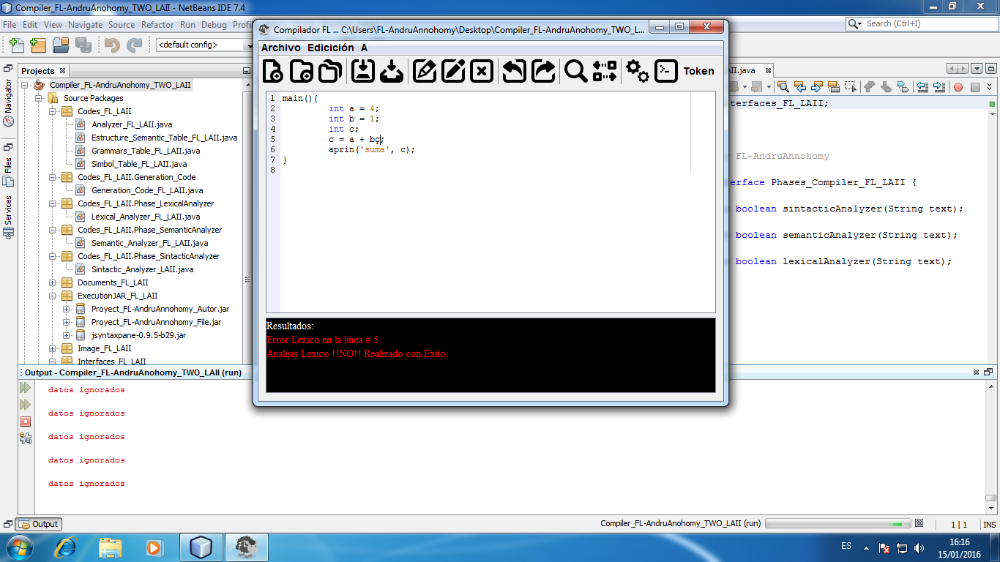 Compiler_FL-AndruAnohomy_TWO_LAII - NetBeans IDE 7.4
File Edit View Navigate Source Refactor Run Debug
Search (Ctrl+I)
<default config>
Projects
Navigator
Files
Services
Compiler_FL-AndruAnohomy_TWO_LAII
Source Packages
Codes_FL_LAII
Analyzer_FL_LAII.java
Estructure_Semantic_Table_FL_LAII.java
Grammars_Table_FL_LAII.java
Simbol_Table_FL_LAII.java
Codes_FL_LAII.Generation_Code
Generation_Code_FL_LAII.java
Codes_FL_LAII.Phase_LexicalAnalyzer
Lexical_Analyzer_FL_LAII.java
Codes_FL_LAII.Phase_SemanticAnalyzer
Semantic_Analyzer_FL_LAII.java
Codes_FL_LAII.Phase_SintacticAnalyzer
Sintactic_Analyzer_LAII.java
Documents_FL_LAII
ExecutionJAR_FL_LAII
Proyect_FL-AndruAnnohomy_Autor.jar
Proyect_FL-AndruAnnohomy_File.jar
jsyntaxpane-0.9.5-b29.jar
Image_FL_LAII
Interfaces_FL_LAII
Compilador FL ... C:\Users\FL-AndruAnnohomy\Desktop\Compiler_FL-AndruAnohomy_TWO_L...
Archivo Edicición A
Token
1 main(){
2 int a = 4;
3 int b = 1;
4 int c;
5 c = a + bç;
6 aprin('suma', c);
7 }
8
Resultados:
Error Lexico en la linea # 5.
Analisis Lexico !!NO!! Realizado con Exito.
II.java
terfaces_FL_LAII;
FL-AndruAnnohomy
erface Phases_Compiler_FL_LAII {
boolean sintacticAnalyzer(String text);
boolean semanticAnalyzer(String text);
boolean lexicalAnalyzer(String text);
Output - Compiler_FL-AndruAnohomy_TWO_LAII (run)
datos ignorados
datos ignorados
datos ignorados
datos ignorados
datos ignorados
Output
Compiler_FL-AndruAnohomy_TWO_LAII (run)
1 | 1 INS
ES
16:16
15/01/2016